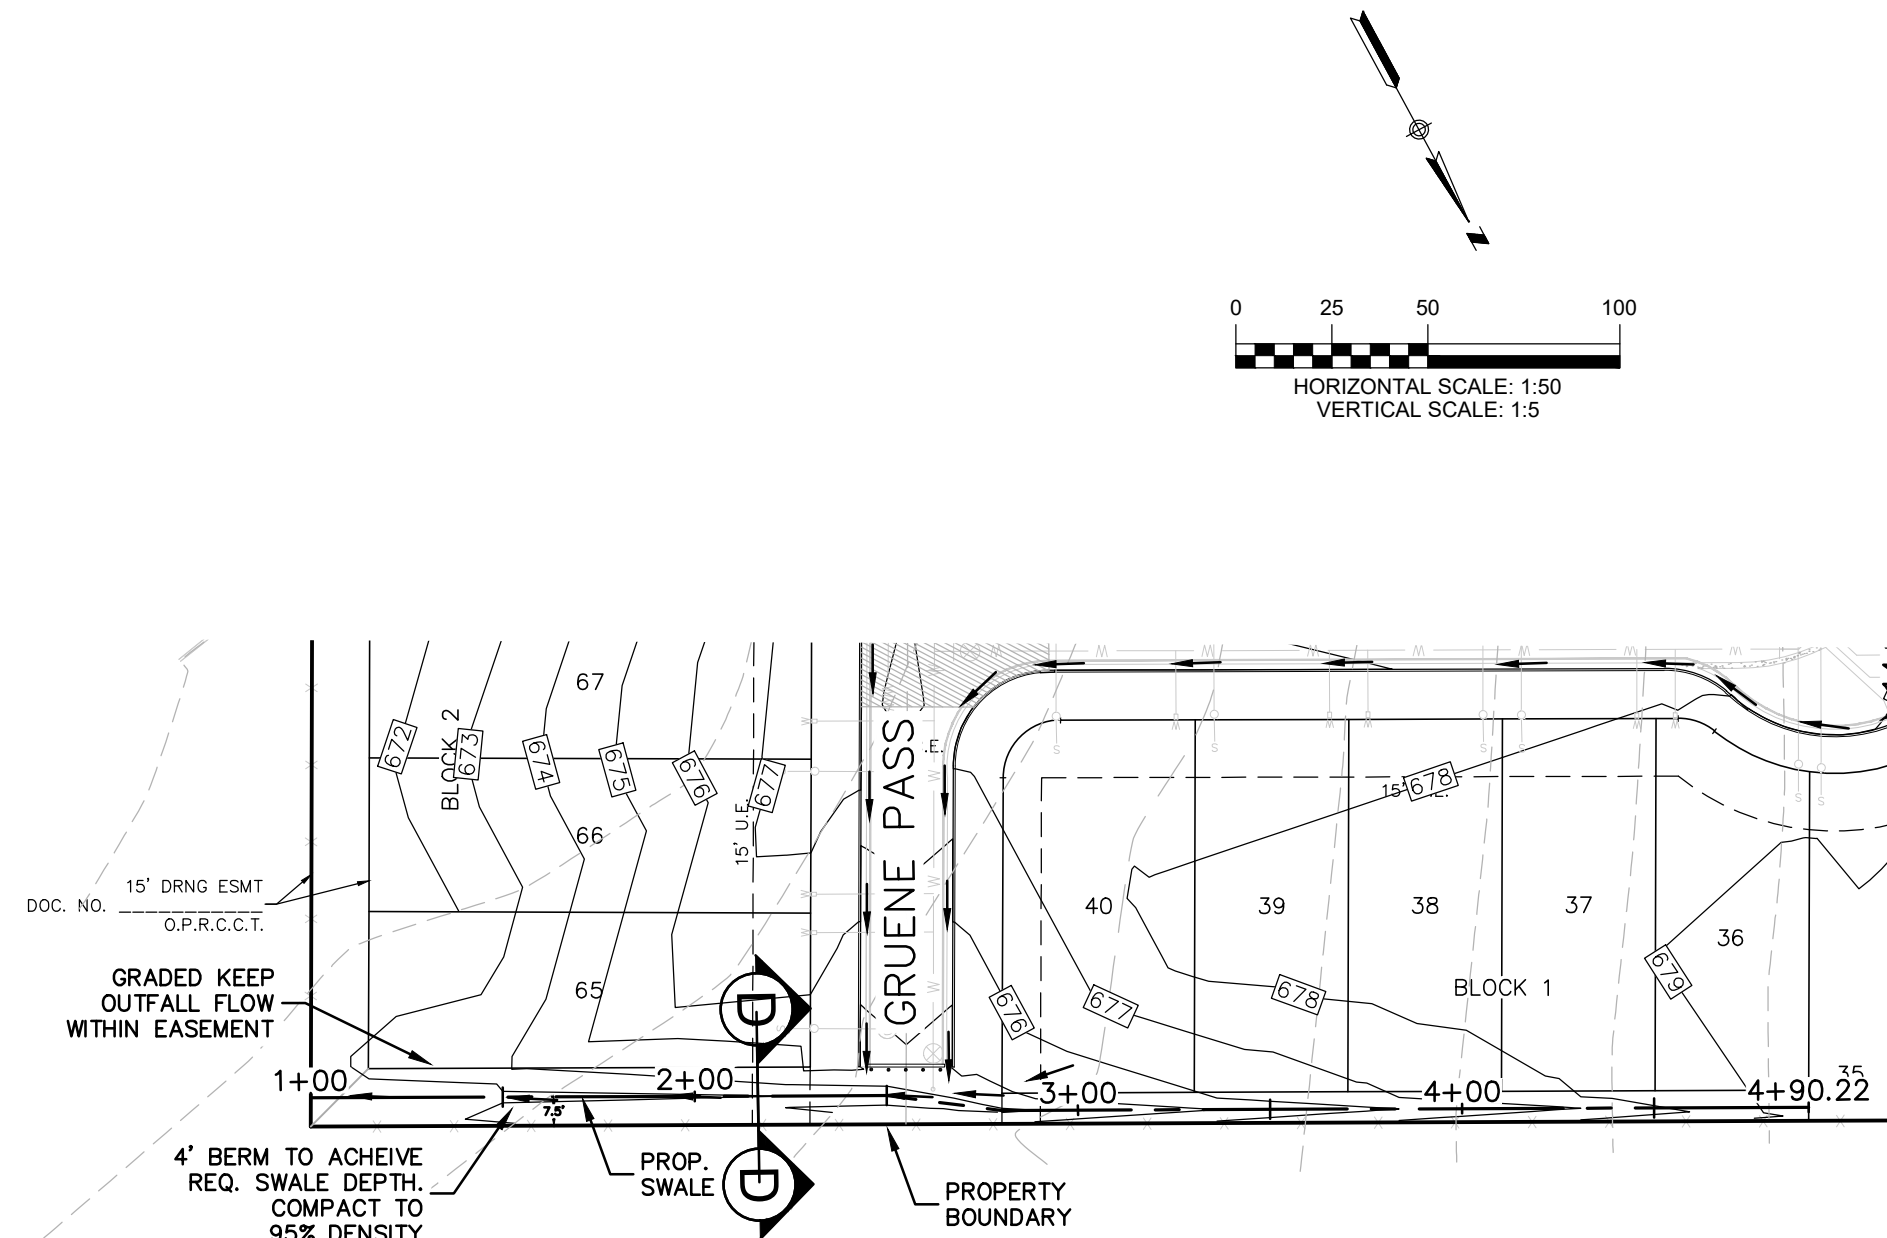 N
0 25 50 100
HORIZONTAL SCALE: 1:50
VERTICAL SCALE: 1:5
67
672
BLOCK 2
673
674
675
676
677
66
15' U.E.
65
GRUENE PASS
.E.
678
15'
40
39
38
37
36
35
676
677
678
679
BLOCK 1
15' DRNG ESMT
DOC. NO.
O.P.R.C.C.T.
GRADED KEEP
OUTFALL FLOW
WITHIN EASEMENT
1+00
2+00
3+00
4+00
4+90.22
7.5'
4' BERM TO ACHEIVE
REQ. SWALE DEPTH.
COMPACT TO
95% DENSITY
PROP.
SWALE
D
D
PROPERTY
BOUNDARY